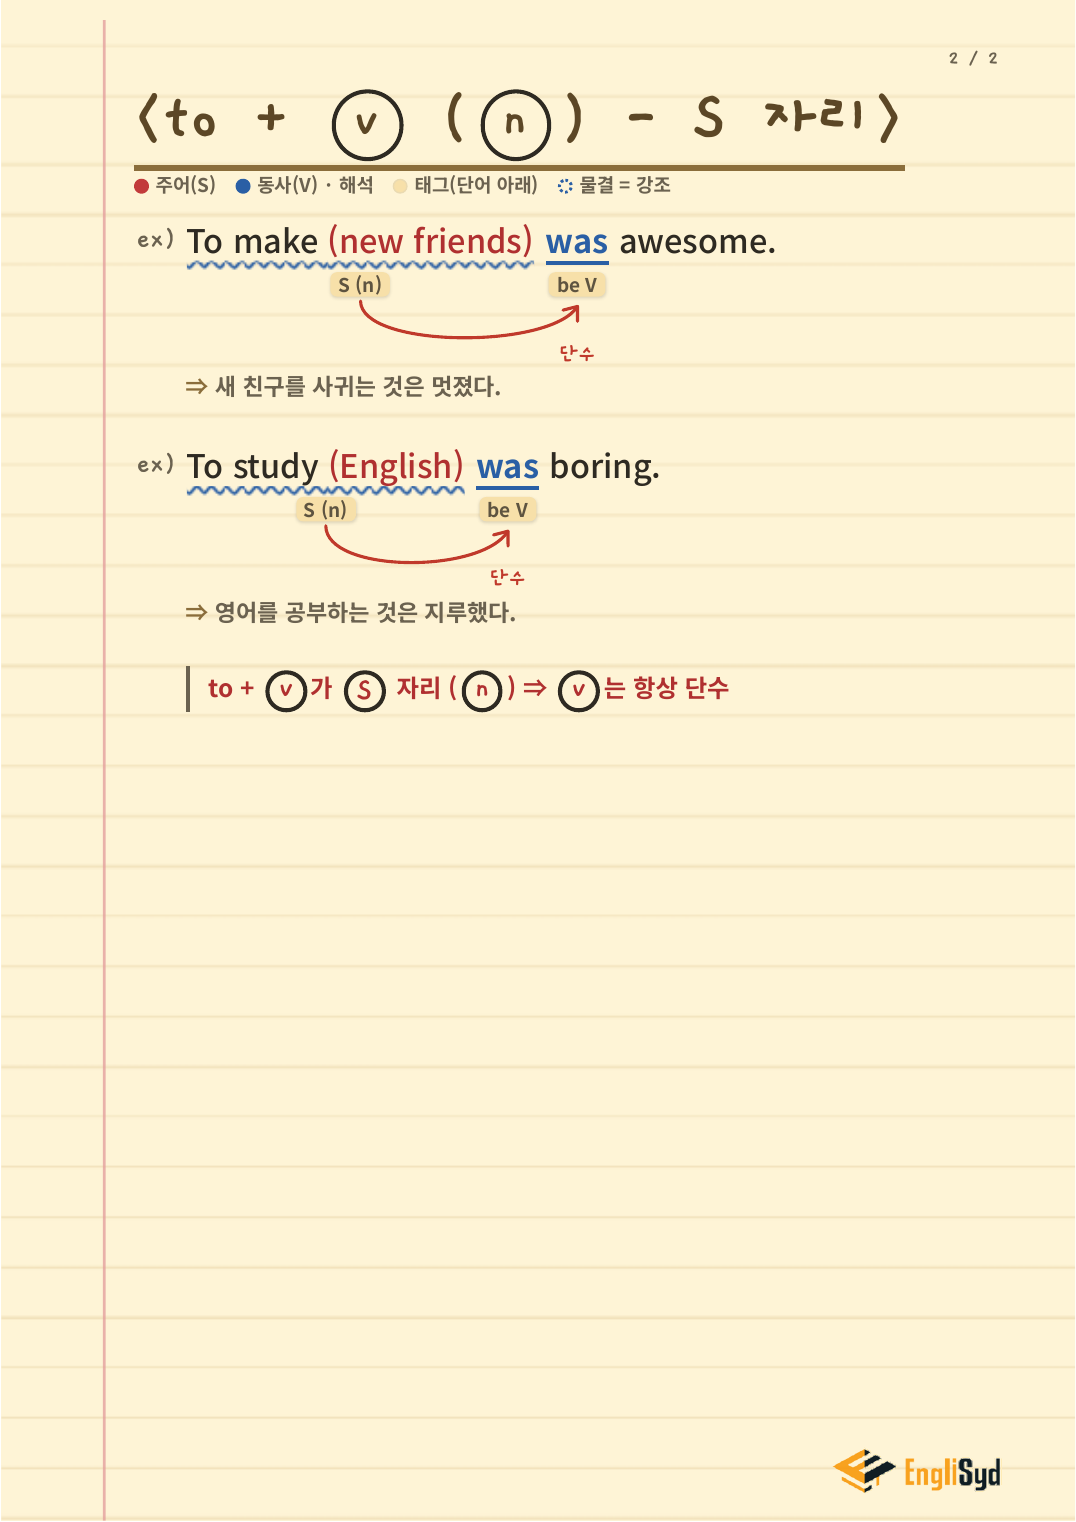 2 / 2
〈to + v ( n ) - S 자리〉
주어(S) 동사(V) · 해석 태그(단어 아래) 물결 = 강조
ex) To make (new friends) was awesome.
S (n) be V
단수
⇒ 새 친구를 사귀는 것은 멋졌다.
ex) To study (English) was boring.
S (n) be V
단수
⇒ 영어를 공부하는 것은 지루했다.
to + v가 S 자리 ( n ) ⇒ v는 항상 단수
EngliSyd